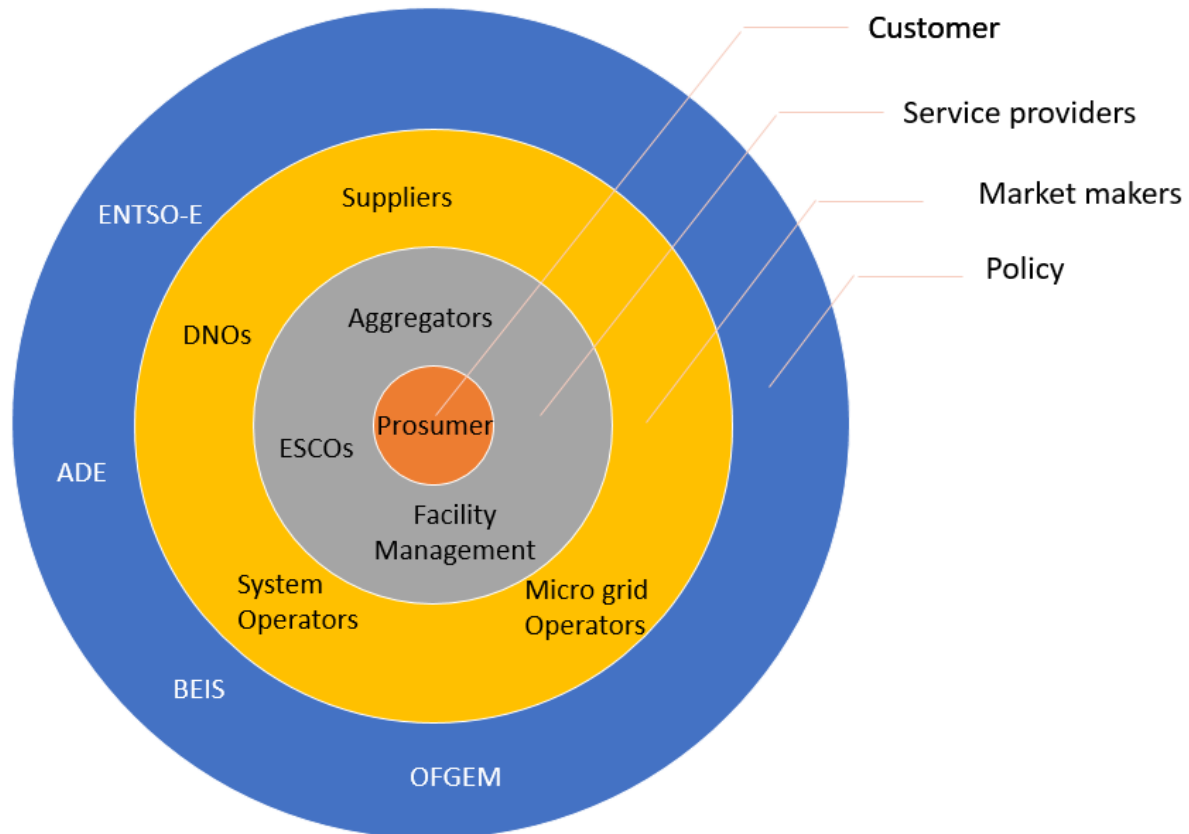 Customer
Service providers
Market makers
Policy
Suppliers
ENTSO-E
DNOs
Aggregators
Prosumer
ESCOs
ADE
Facility
Management
System
Operators
Micro grid
Operators
BEIS
OFGEM